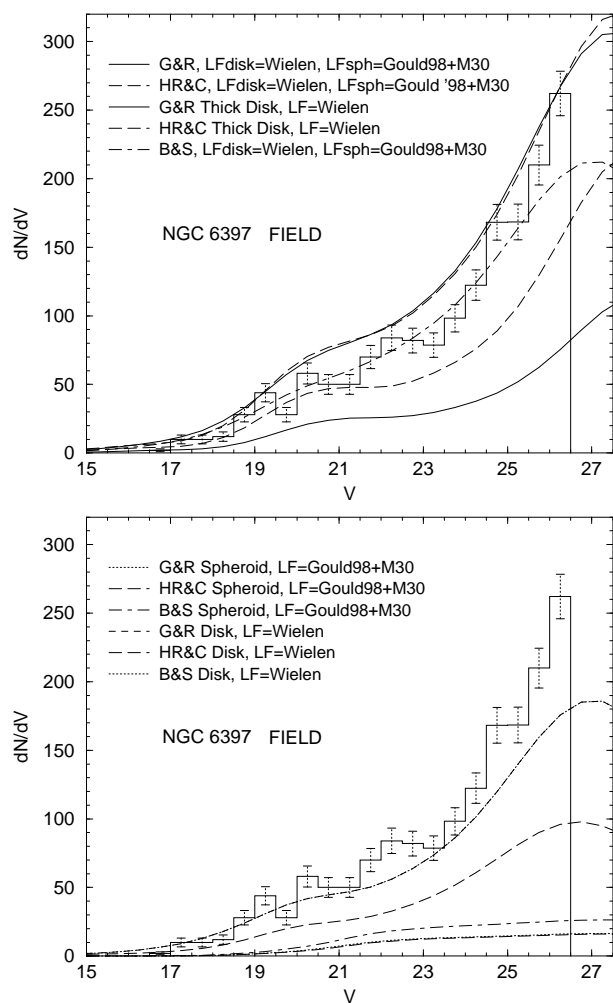 300
250
200
150
100
50
0
dN/dV
G&R, LFdisk=Wielen, LFsph=Gould98+M30
HR&C, LFdisk=Wielen, LFsph=Gould '98+M30
G&R Thick Disk, LF=Wielen
HR&C Thick Disk, LF=Wielen
B&S, LFdisk=Wielen, LFsph=Gould98+M30
NGC 6397 FIELD
15 17 19 21 23 25 27
V
300
250
200
150
100
50
0
dN/dV
G&R Spheroid, LF=Gould98+M30
HR&C Spheroid, LF=Gould98+M30
B&S Spheroid, LF=Gould98+M30
G&R Disk, LF=Wielen
HR&C Disk, LF=Wielen
B&S Disk, LF=Wielen
NGC 6397 FIELD
15 17 19 21 23 25 27
V